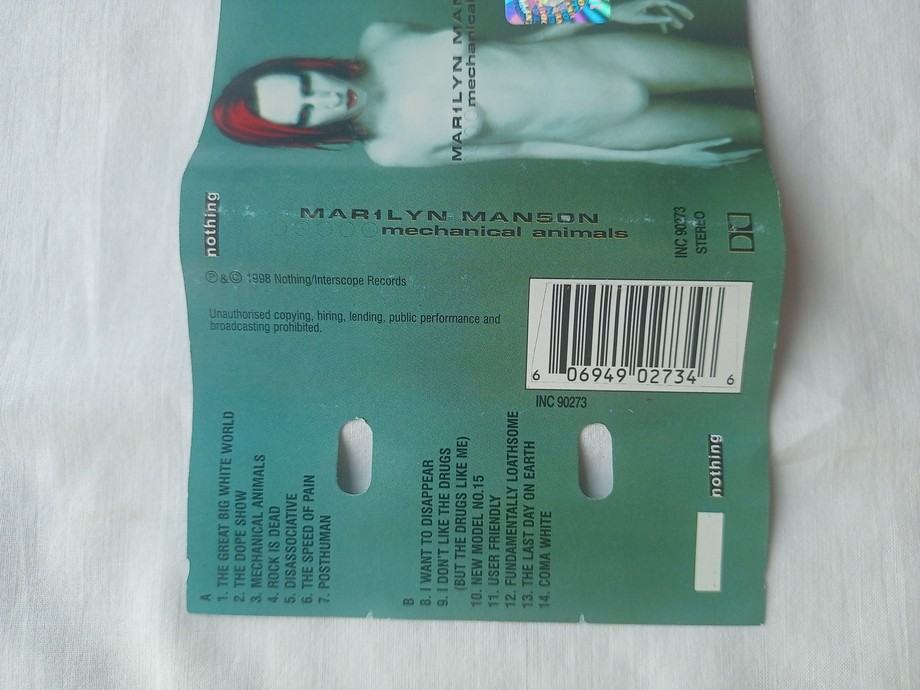 MAR1LYN MAN
mechanical
nothing
MAR1LYN MAN5ON
mechanical animals
INC 90273
STEREO
℗ & © 1998 Nothing/Interscope Records
Unauthorised copying, hiring, lending, public performance and
broadcasting prohibited.
6 06949 02734 6
INC 90273
A
1. THE GREAT BIG WHITE WORLD
2. THE DOPE SHOW
3. MECHANICAL ANIMALS
4. ROCK IS DEAD
5. DISASSOCIATIVE
6. THE SPEED OF PAIN
7. POSTHUMAN
B
8. I WANT TO DISAPPEAR
9. I DON'T LIKE THE DRUGS
(BUT THE DRUGS LIKE ME)
10. NEW MODEL NO.15
11. USER FRIENDLY
12. FUNDAMENTALLY LOATHSOME
13. THE LAST DAY ON EARTH
14. COMA WHITE
nothing